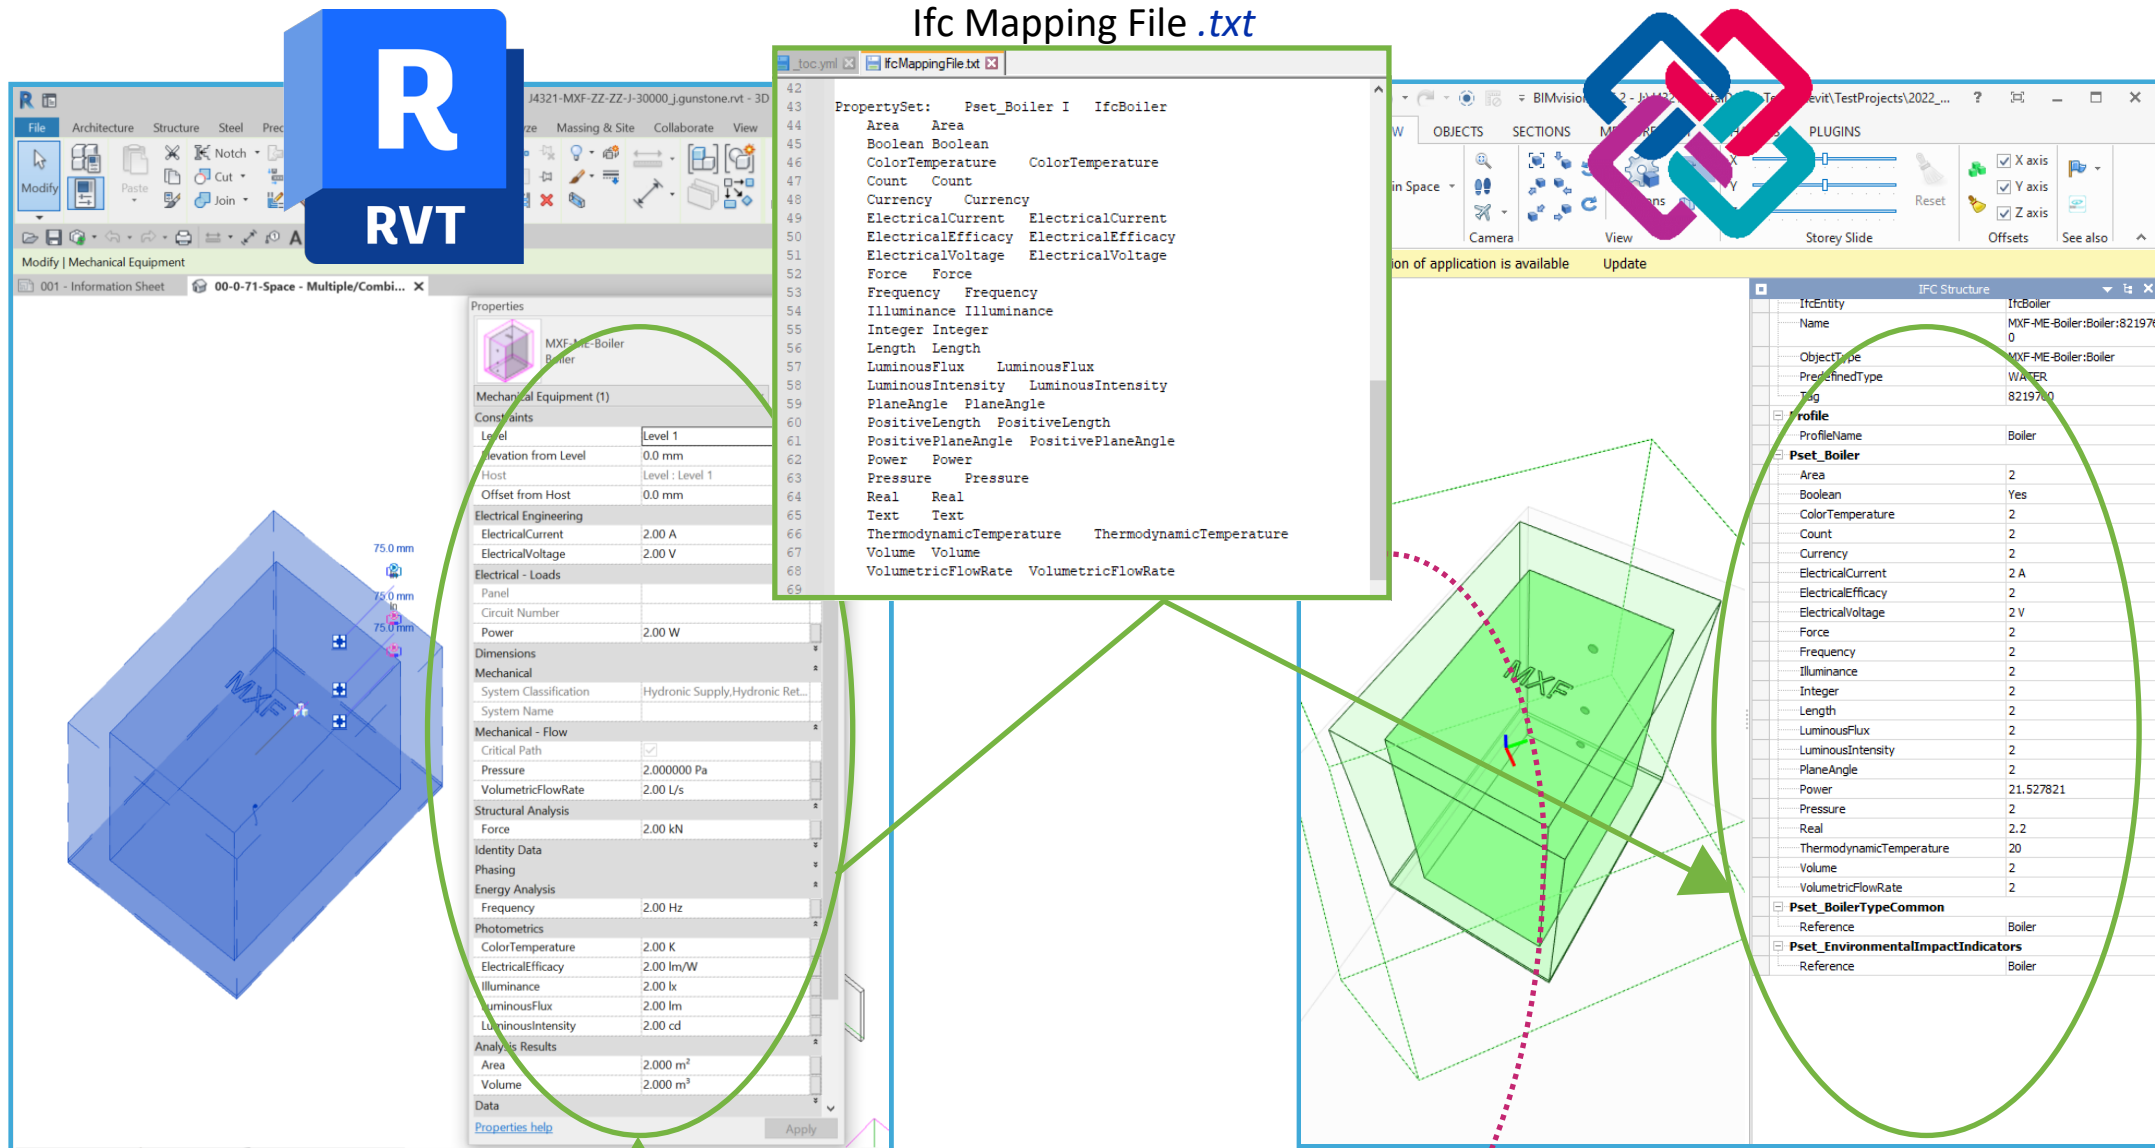 Ifc Mapping File .txt
R
RVT
J4321-MXF-ZZ-ZZ-J-30000_j.gunstone.rvt - 3D
File Architecture Structure Steel
Massing & Site Collaborate View
Modify
Paste
Notch
Cut
Join
Modify | Mechanical Equipment
001 - Information Sheet
00-0-71-Space - Multiple/Combi...
75.0 mm
75.0 mm
In
75.0 mm
MXF
Properties
MXF-ME-Boiler
Boiler
Mechanical Equipment (1)
Constraints
Level Level 1
Elevation from Level 0.0 mm
Host Level : Level 1
Offset from Host 0.0 mm
Electrical Engineering
ElectricalCurrent 2.00 A
ElectricalVoltage 2.00 V
Electrical - Loads
Panel
Circuit Number
Power 2.00 W
Dimensions
Mechanical
System Classification Hydronic Supply,Hydronic Ret...
System Name
Mechanical - Flow
Critical Path
Pressure 2.000000 Pa
VolumetricFlowRate 2.00 L/s
Structural Analysis
Force 2.00 kN
Identity Data
Phasing
Energy Analysis
Frequency 2.00 Hz
Photometrics
ColorTemperature 2.00 K
ElectricalEfficacy 2.00 lm/W
Illuminance 2.00 lx
LuminousFlux 2.00 lm
LuminousIntensity 2.00 cd
Analysis Results
Area 2.000 m²
Volume 2.000 m³
Data
Properties help Apply
_toc.yml IfcMappingFile.txt
42
43 PropertySet: Pset_Boiler I IfcBoiler
44 Area Area
45 Boolean Boolean
46 ColorTemperature ColorTemperature
47 Count Count
48 Currency Currency
49 ElectricalCurrent ElectricalCurrent
50 ElectricalEfficacy ElectricalEfficacy
51 ElectricalVoltage ElectricalVoltage
52 Force Force
53 Frequency Frequency
54 Illuminance Illuminance
55 Integer Integer
56 Length Length
57 LuminousFlux LuminousFlux
58 LuminousIntensity LuminousIntensity
59 PlaneAngle PlaneAngle
60 PositiveLength PositiveLength
61 PositivePlaneAngle PositivePlaneAngle
62 Power Power
63 Pressure Pressure
64 Real Real
65 Text Text
66 ThermodynamicTemperature ThermodynamicTemperature
67 Volume Volume
68 VolumetricFlowRate VolumetricFlowRate
69
BIMvision
\TestProjects\2022_...
OBJECTS SECTIONS PLUGINS
in Space
X
Y
X axis
Y axis
Z axis
Reset
Camera View Storey Slide Offsets See also
ion of application is available Update
MXF
IFC Structure
IfcEntity IfcBoiler
Name MXF-ME-Boiler:Boiler:821976
0
ObjectType MXF-ME-Boiler:Boiler
PredefinedType WATER
Tag 8219760
Profile
ProfileName Boiler
Pset_Boiler
Area 2
Boolean Yes
ColorTemperature 2
Count 2
Currency 2
ElectricalCurrent 2 A
ElectricalEfficacy 2
ElectricalVoltage 2 V
Force 2
Frequency 2
Illuminance 2
Integer 2
Length 2
LuminousFlux 2
LuminousIntensity 2
PlaneAngle 2
Power 21.527821
Pressure 2
Real 2.2
ThermodynamicTemperature 20
Volume 2
VolumetricFlowRate 2
Pset_BoilerTypeCommon
Reference Boiler
Pset_EnvironmentalImpactIndicators
Reference Boiler